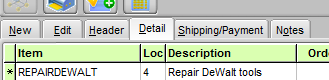 New Edit Header Detail Shipping/Payment Notes
Item Loc Description Orde
* REPAIRDEWALT 4 Repair DeWalt tools